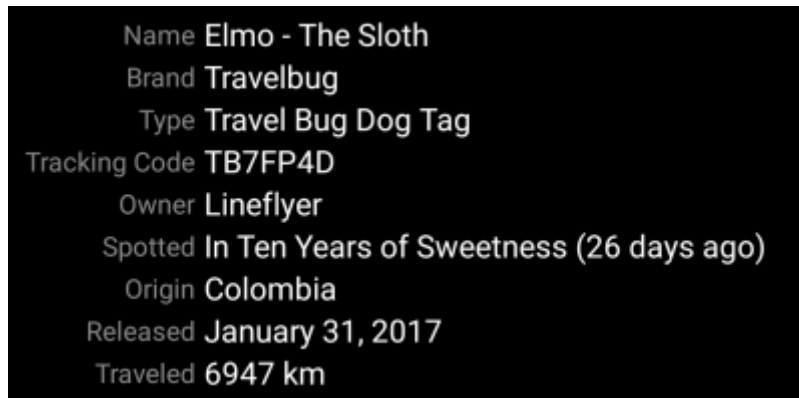 Name Elmo - The Sloth
Brand Travelbug
Type Travel Bug Dog Tag
Tracking Code TB7FP4D
Owner Lineflyer
Spotted In Ten Years of Sweetness (26 days ago)
Origin Colombia
Released January 31, 2017
Traveled 6947 km